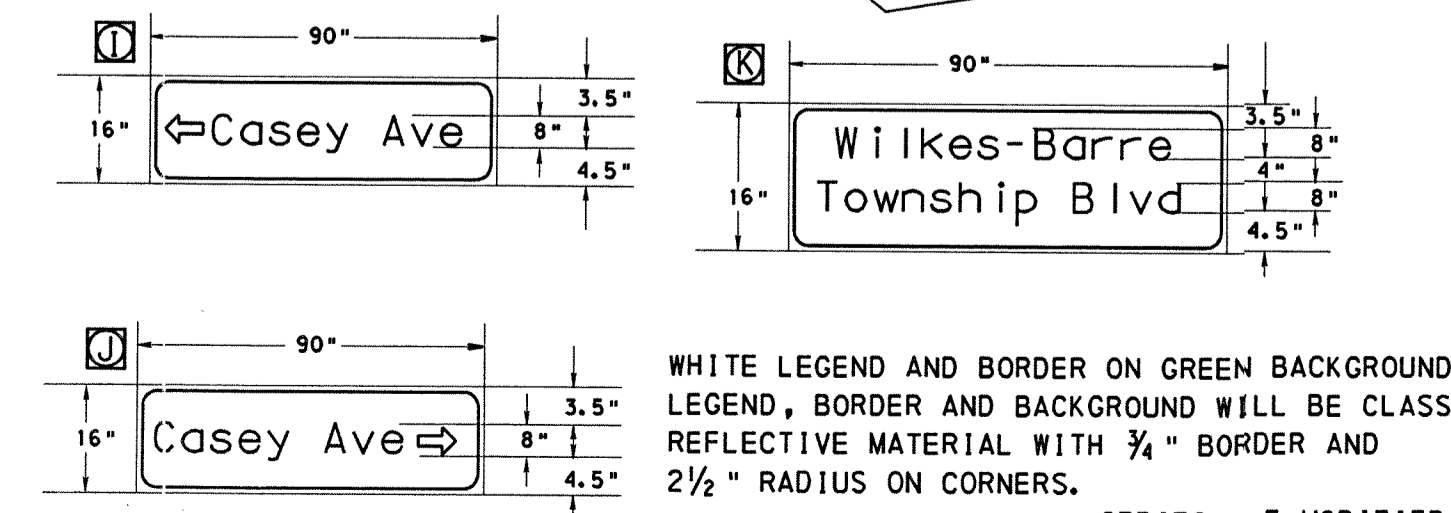 I
90"
3.5"
16"
⇦Casey Ave
8"
4.5"
K
90"
3.5"
Wilkes-Barre
8"
4"
16"
Township Blvd
8"
4.5"
J
90"
3.5"
16"
Casey Ave⇨
8"
4.5"
WHITE LEGEND AND BORDER ON GREEN BACKGROUND
LEGEND, BORDER AND BACKGROUND WILL BE CLASS
REFLECTIVE MATERIAL WITH ¾ " BORDER AND
2½ " RADIUS ON CORNERS.